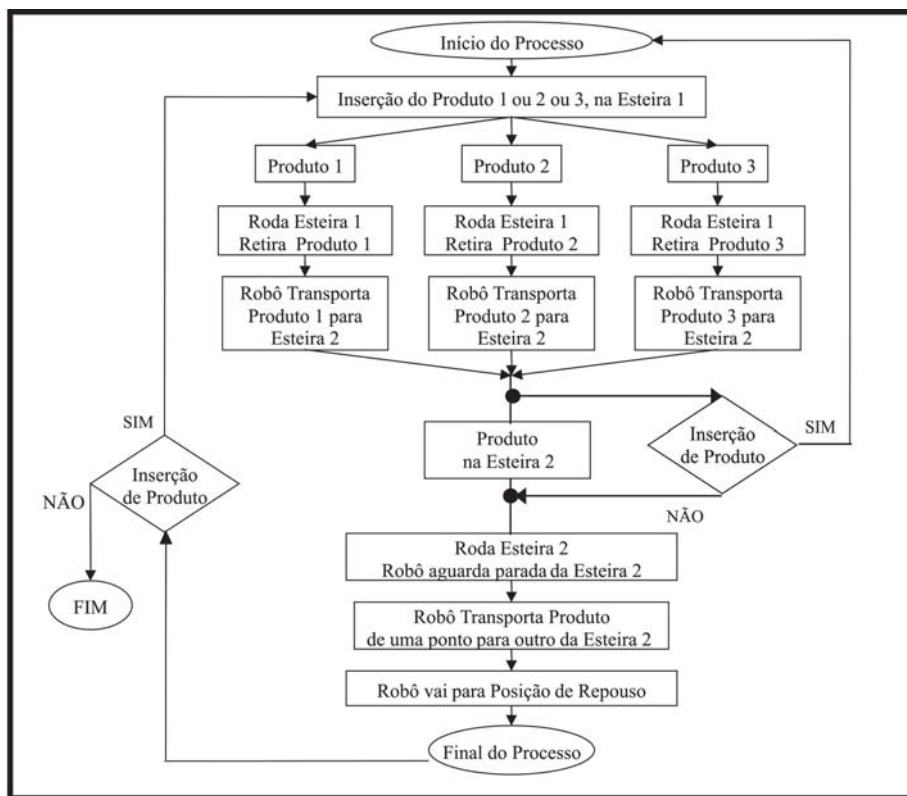 Início do Processo
Inserção do Produto 1 ou 2 ou 3, na Esteira 1
Produto 1
Produto 2
Produto 3
Roda Esteira 1
Retira Produto 1
Roda Esteira 1
Retira Produto 2
Roda Esteira 1
Retira Produto 3
Robô Transporta
Produto 1 para
Esteira 2
Robô Transporta
Produto 2 para
Esteira 2
Robô Transporta
Produto 3 para
Esteira 2
Produto
na Esteira 2
Inserção
de Produto
SIM
NÃO
SIM
Inserção
de Produto
NÃO
FIM
Roda Esteira 2
Robô aguarda parada da Esteira 2
Robô Transporta Produto
de uma ponto para outro da Esteira 2
Robô vai para Posição de Repouso
Final do Processo